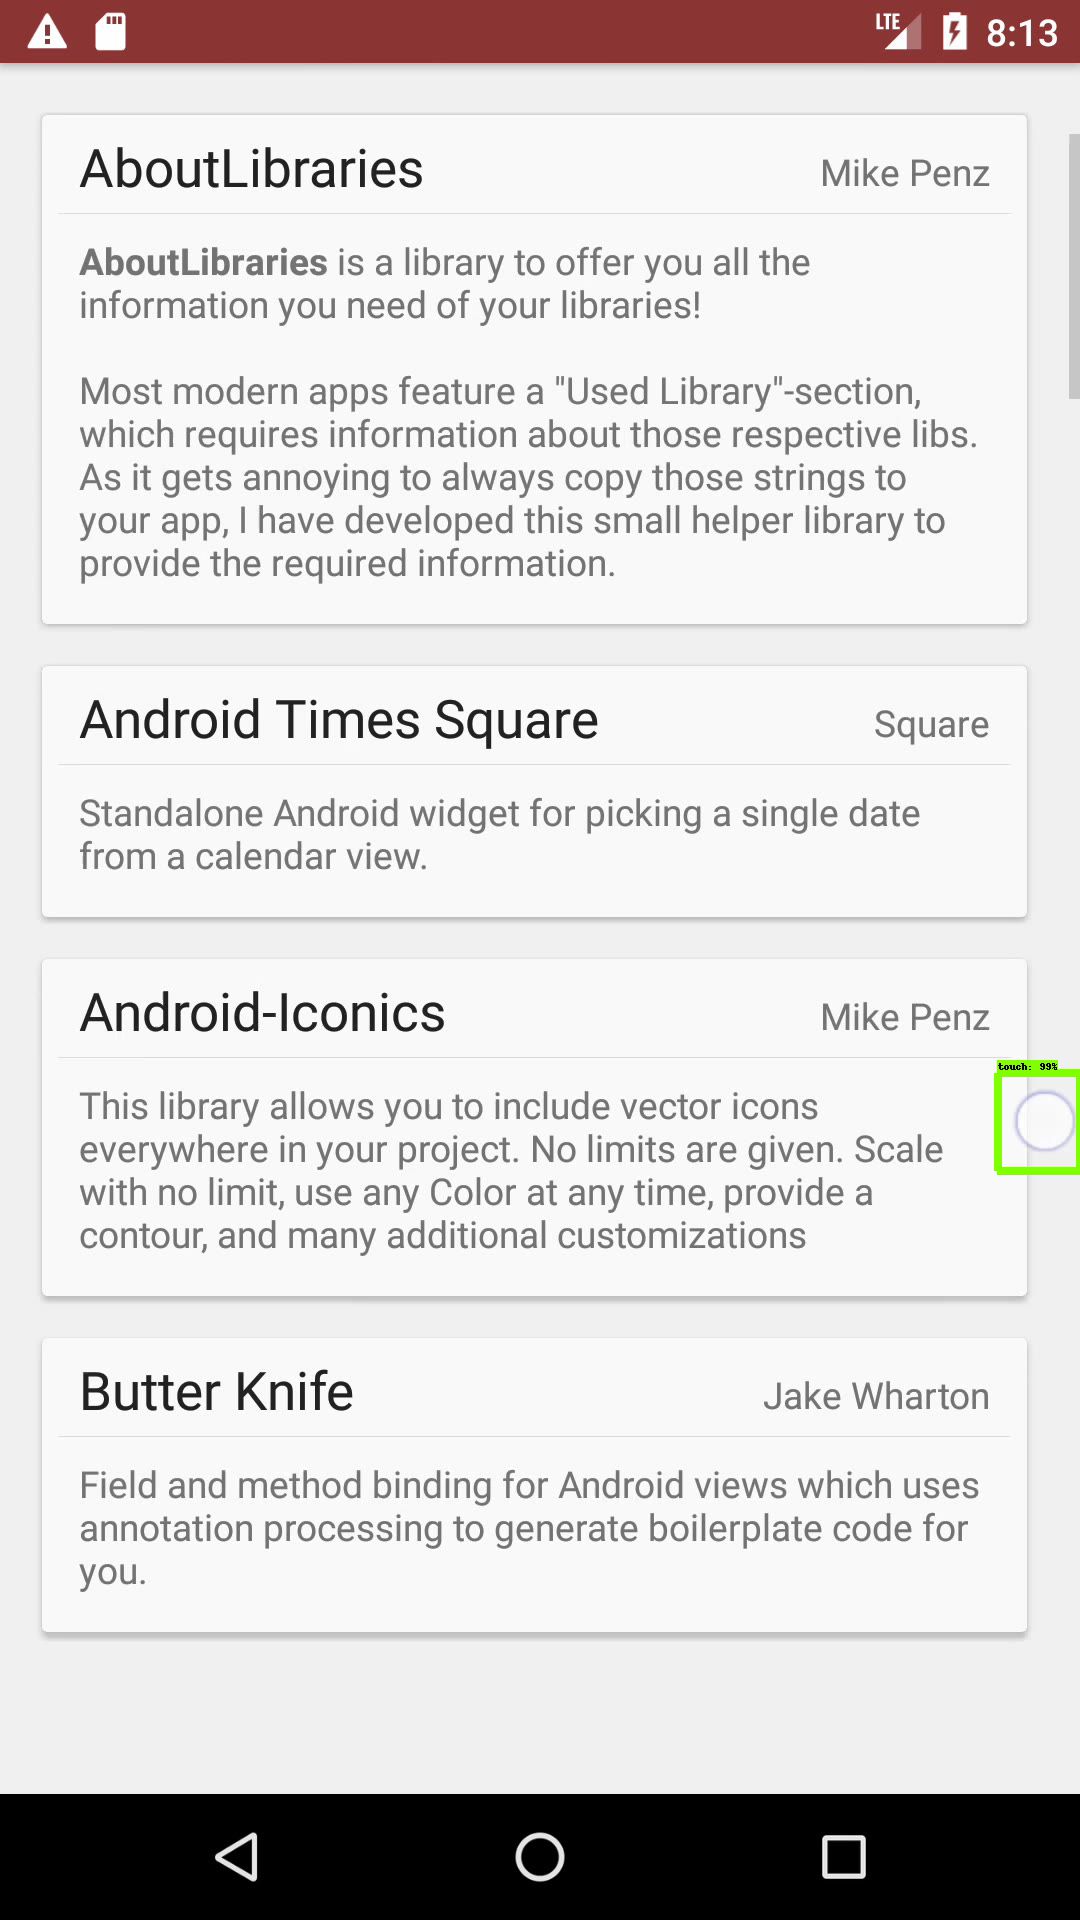 LTE 8:13
AboutLibraries Mike Penz
AboutLibraries is a library to offer you all the
information you need of your libraries!
Most modern apps feature a "Used Library"-section,
which requires information about those respective libs.
As it gets annoying to always copy those strings to
your app, I have developed this small helper library to
provide the required information.
Android Times Square Square
Standalone Android widget for picking a single date
from a calendar view.
Android-Iconics Mike Penz
touch: 99%
This library allows you to include vector icons
everywhere in your project. No limits are given. Scale
with no limit, use any Color at any time, provide a
contour, and many additional customizations
Butter Knife Jake Wharton
Field and method binding for Android views which uses
annotation processing to generate boilerplate code for
you.